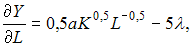 ∂Y/∂L = 0,5aK^0,5 L^−0,5 − 5λ,